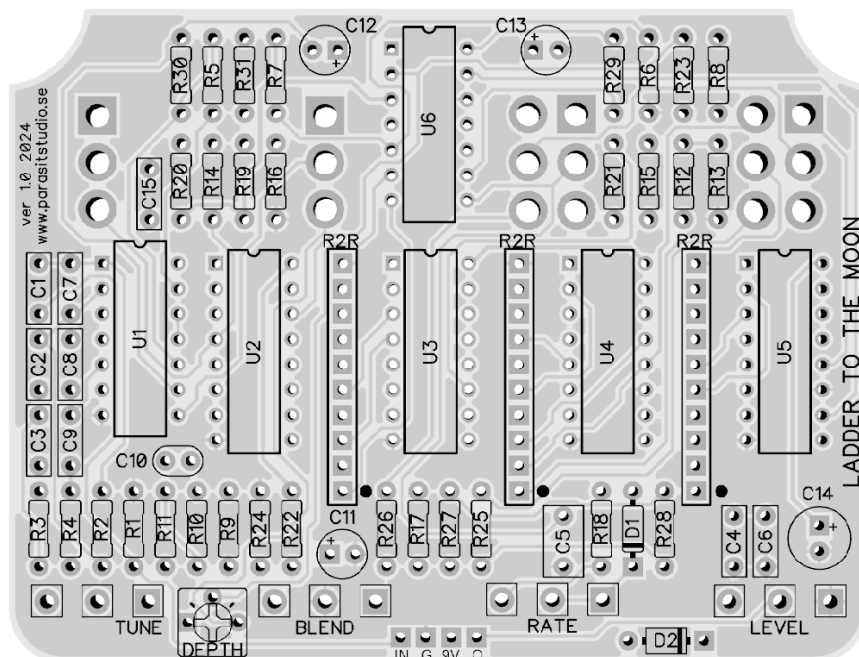 C12
C13
R30
R5
R31
R7
U6
R29
R6
R23
R8
ver 1.0 2024
www.parasitstudio.se
C15
R20
R14
R19
R16
R21
R15
R12
R13
R2R
R2R
R2R
C1
C7
U1
U2
U3
U4
U5
C2
C8
C3
C9
C10
LADDER TO THE MOON
C11
C14
R3
R4
R2
R1
R11
R10
R9
R24
R22
R26
R17
R27
R25
C5
R18
D1
R28
C4
C6
TUNE
DEPTH
BLEND
RATE
LEVEL
IN G 9V O
D2